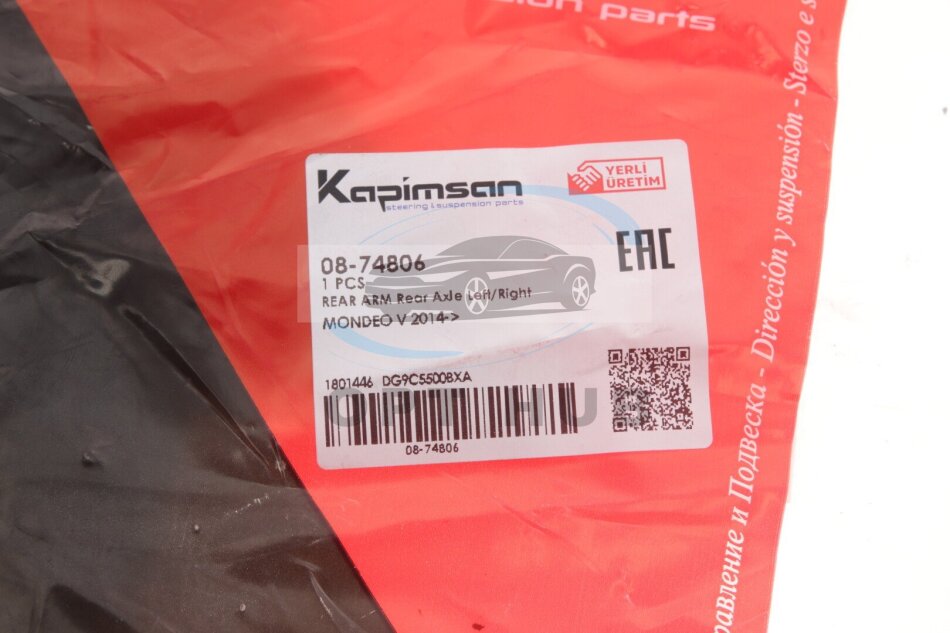 sion parts
Kapimsan
steering & suspension parts
YERLİ
ÜRETİM
EAC
08-74806
1 PCS
REAR ARM Rear Axle Left/Right
MONDEO V 2014->
1801446 DG9C5500BXA
OPTIHUB
08-74806
равление и Подвеска - Dirección y suspensión - Sterzo e s